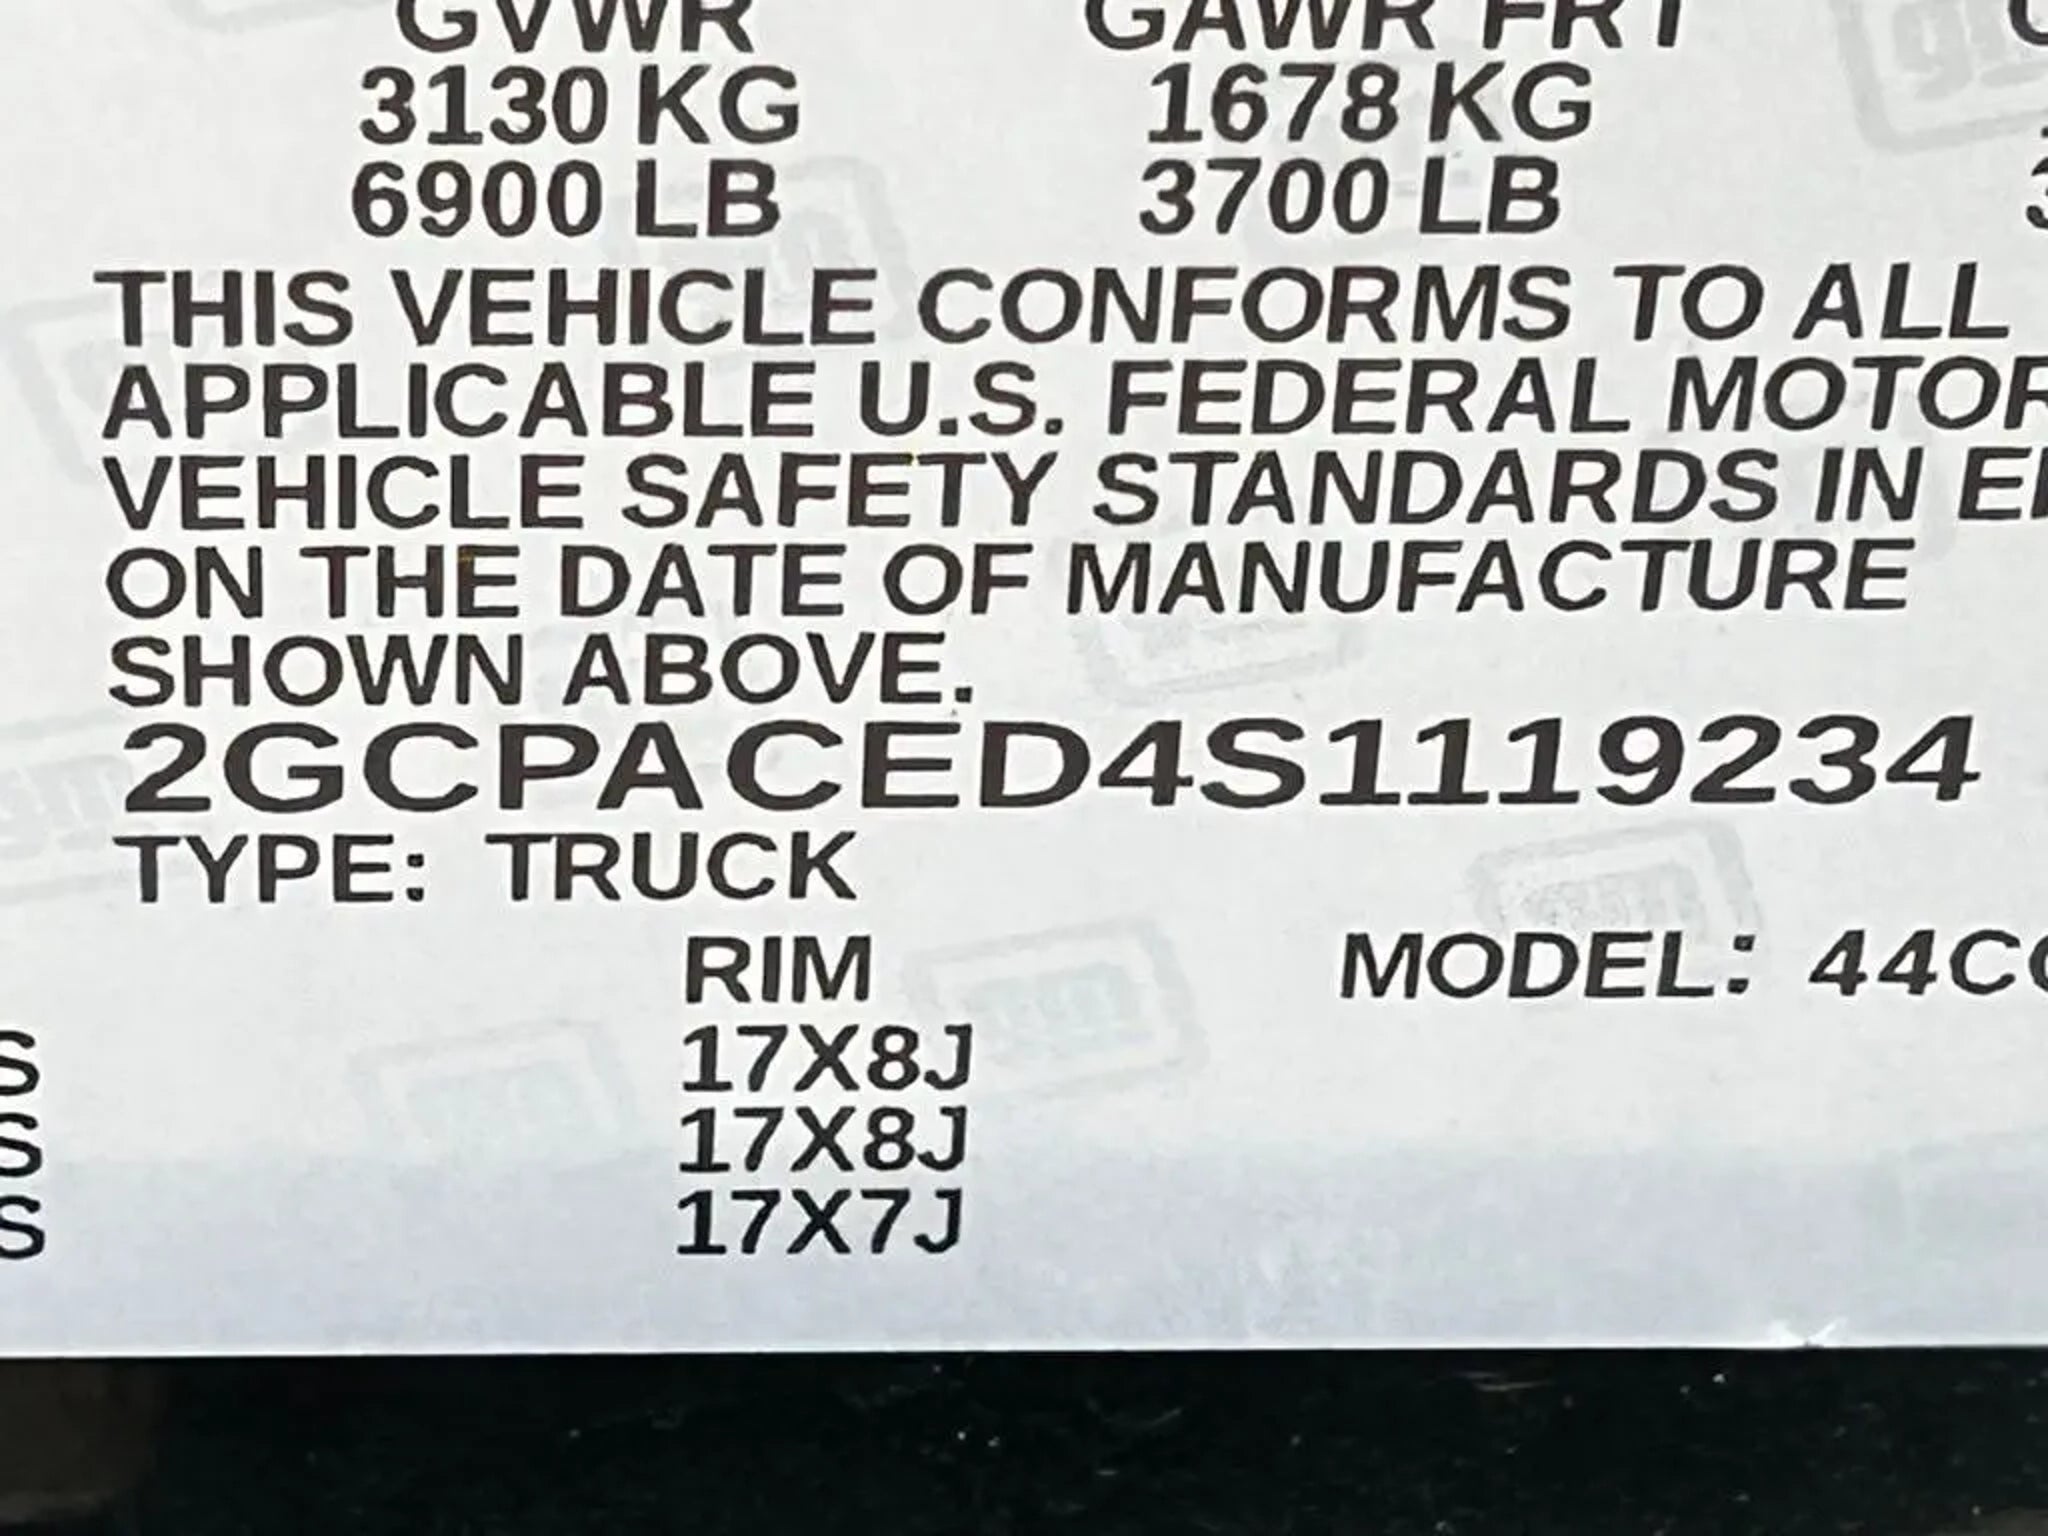 GVWR GAWR FRT
3130 KG 1678 KG
6900 LB 3700 LB
THIS VEHICLE CONFORMS TO ALL
APPLICABLE U.S. FEDERAL MOTOR
VEHICLE SAFETY STANDARDS IN
ON THE DATE OF MANUFACTURE
SHOWN ABOVE.
2GCPACED4S1119234
TYPE: TRUCK
RIM MODEL: 44CC
S 17X8J
S 17X8J
S 17X7J